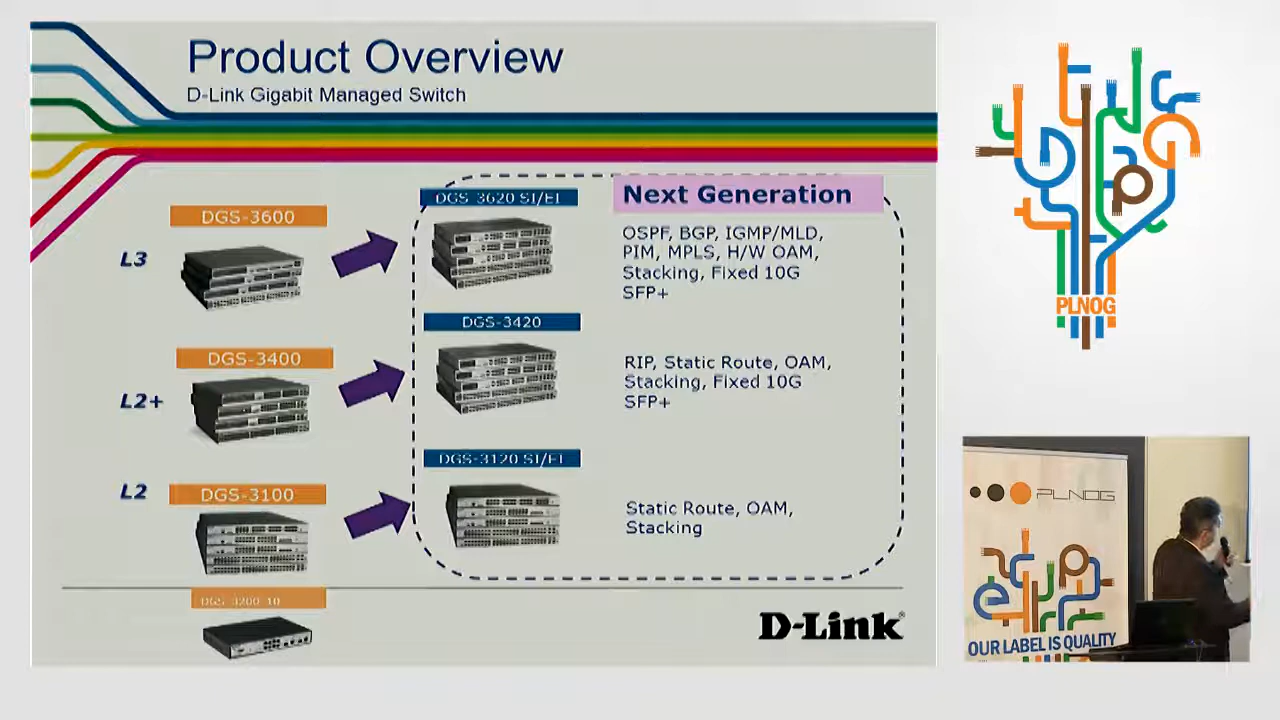 Product Overview
D-Link Gigabit Managed Switch
Next Generation
L3
DGS-3600
DGS-3620 SI/EI
OSPF, BGP, IGMP/MLD,
PIM, MPLS, H/W OAM,
Stacking, Fixed 10G
SFP+
L2+
DGS-3400
DGS-3420
RIP, Static Route, OAM,
Stacking, Fixed 10G
SFP+
L2
DGS-3100
DGS-3120 SI/EI
Static Route, OAM,
Stacking
DGS-3200-10
D-Link®
PLNOG
PLNOG
OUR LABEL IS QUALITY